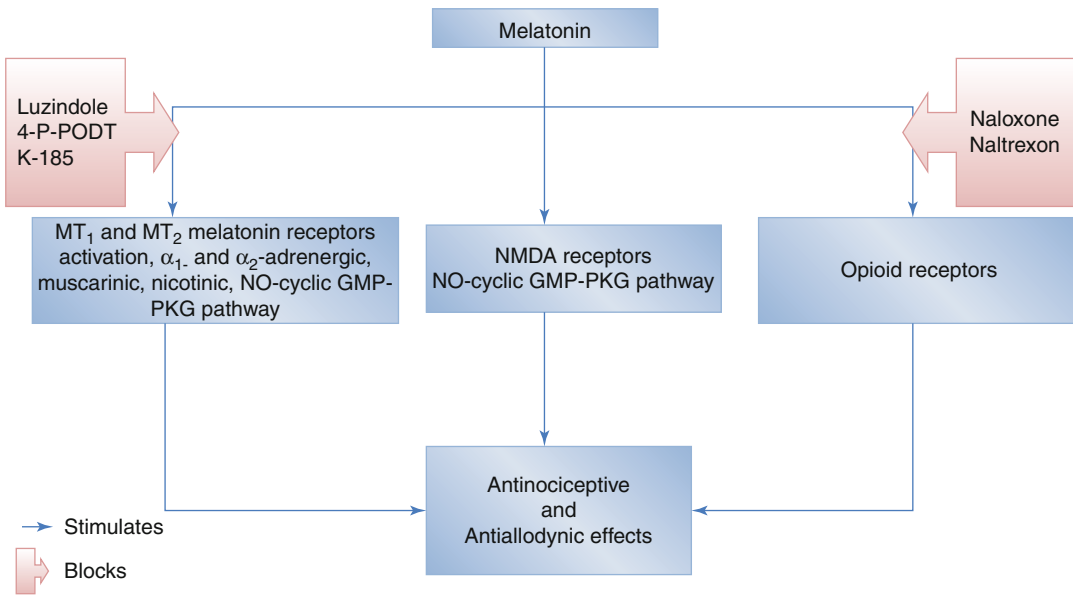 Melatonin
Luzindole
4-P-PODT
K-185
Naloxone
Naltrexon
MT₁ and MT₂ melatonin receptors
activation, α₁- and α₂-adrenergic,
muscarinic, nicotinic, NO-cyclic GMP-
PKG pathway
NMDA receptors
NO-cyclic GMP-PKG pathway
Opioid receptors
Antinociceptive
and
Antiallodynic effects
Stimulates
Blocks